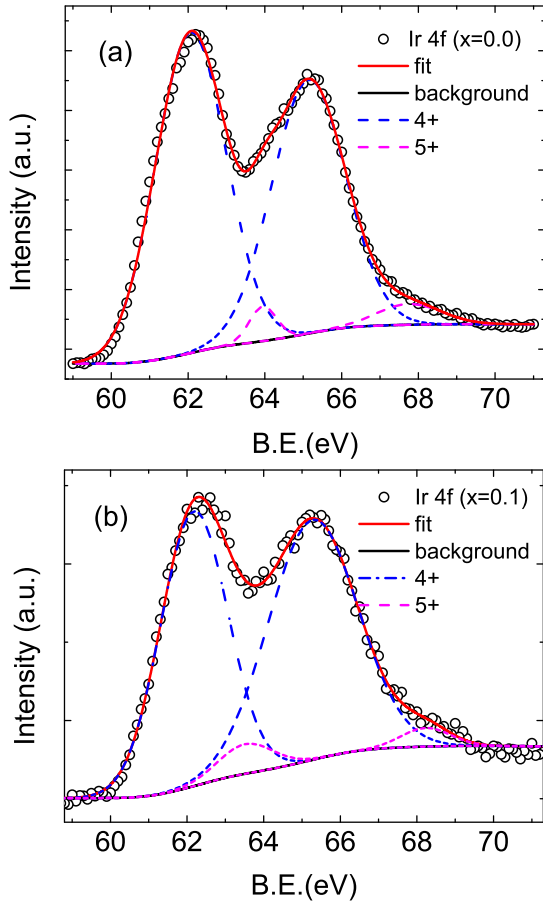 (a)
Ir 4f (x=0.0)
fit
background
4+
5+
Intensity (a.u.)
60 62 64 66 68 70
B.E.(eV)
(b)
Ir 4f (x=0.1)
fit
background
4+
5+
Intensity (a.u.)
60 62 64 66 68 70
B.E.(eV)